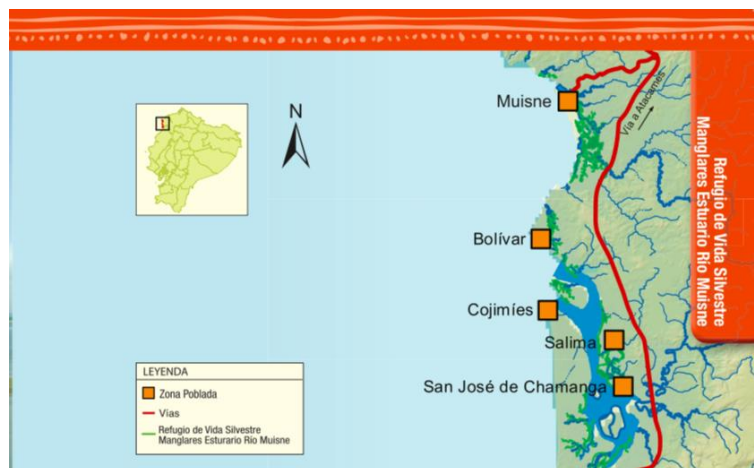 N
Muisne
Vía a Atacames
Refugio de Vida Silvestre
Manglares Estuario Río Muisne
Bolívar
Cojimíes
Salima
San José de Chamanga
LEYENDA
Zona Poblada
Vias
Refugio de Vida Silvestre
Manglares Esturario Río Muisne